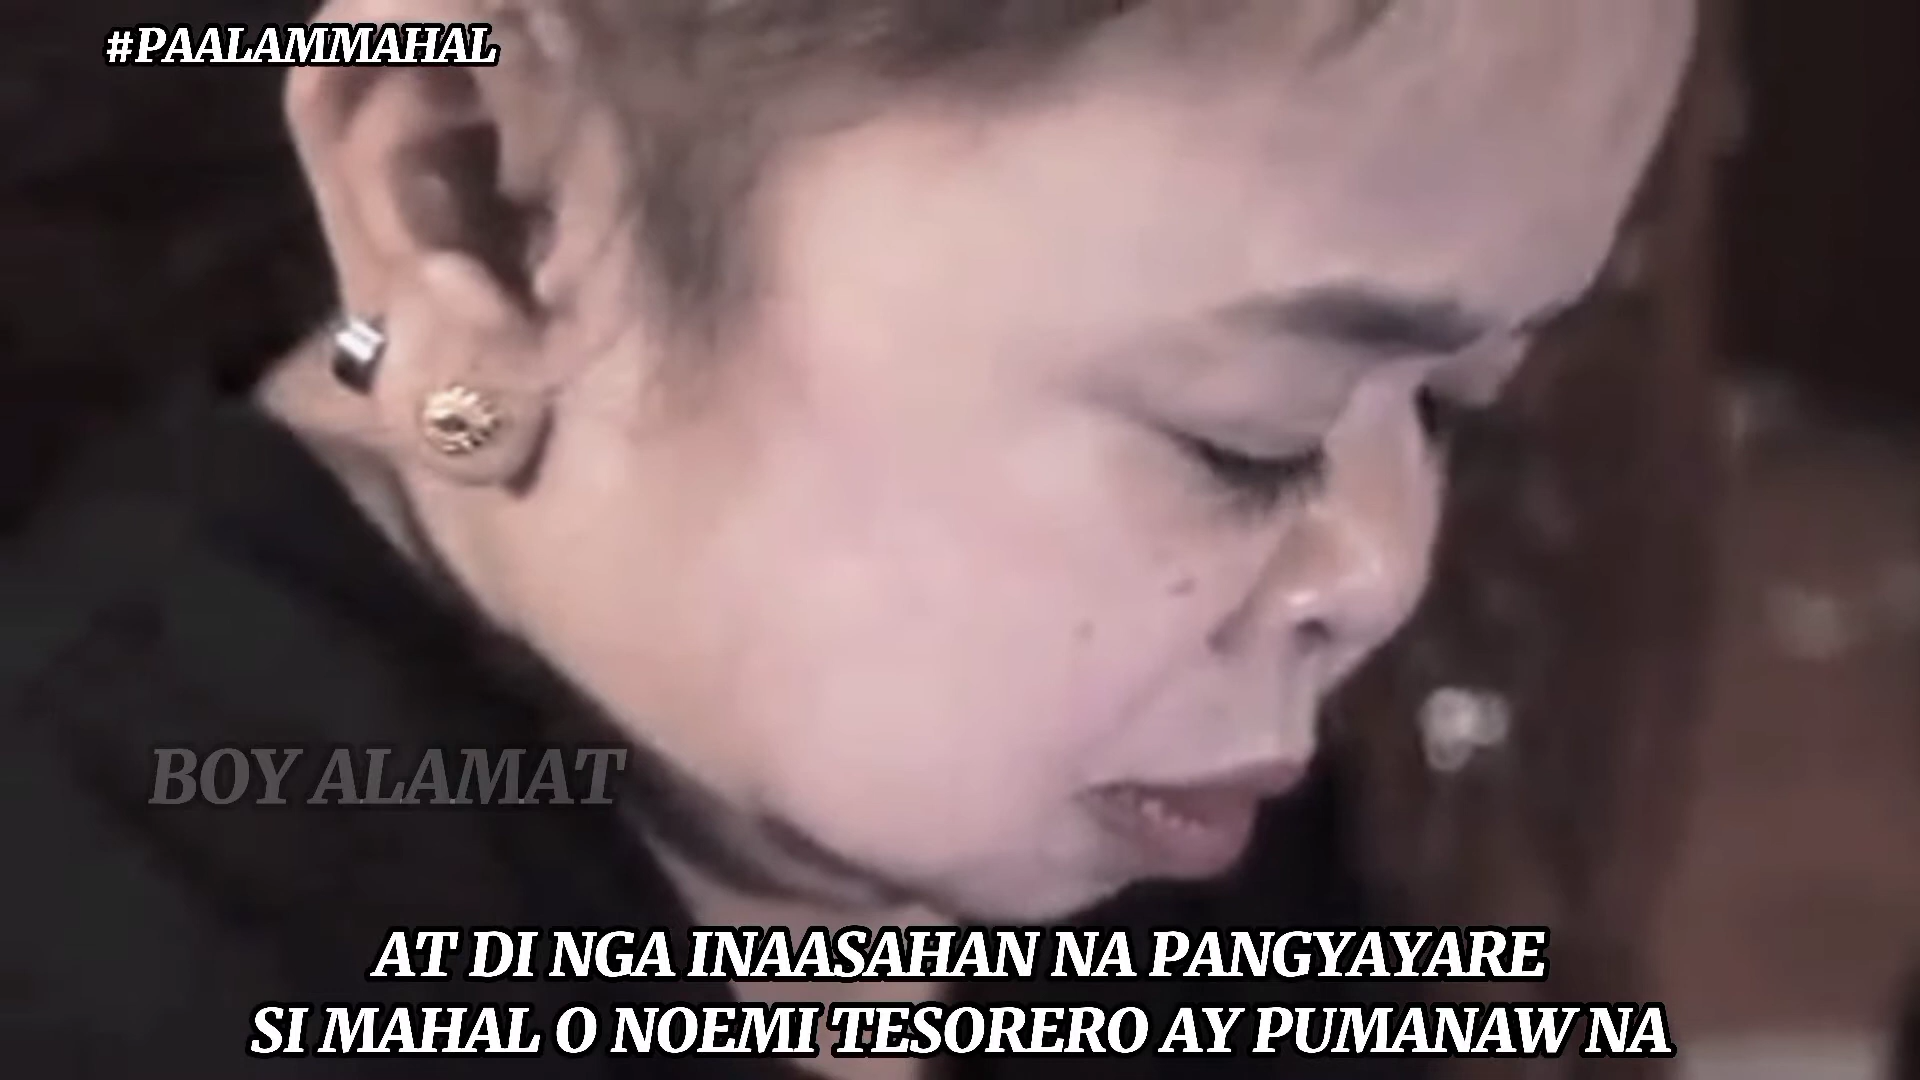 #PAALAMMAHAL
BOY ALAMAT
AT DI NGA INAASAHAN NA PANGYAYARE
SI MAHAL O NOEMI TESORERO AY PUMANAW NA